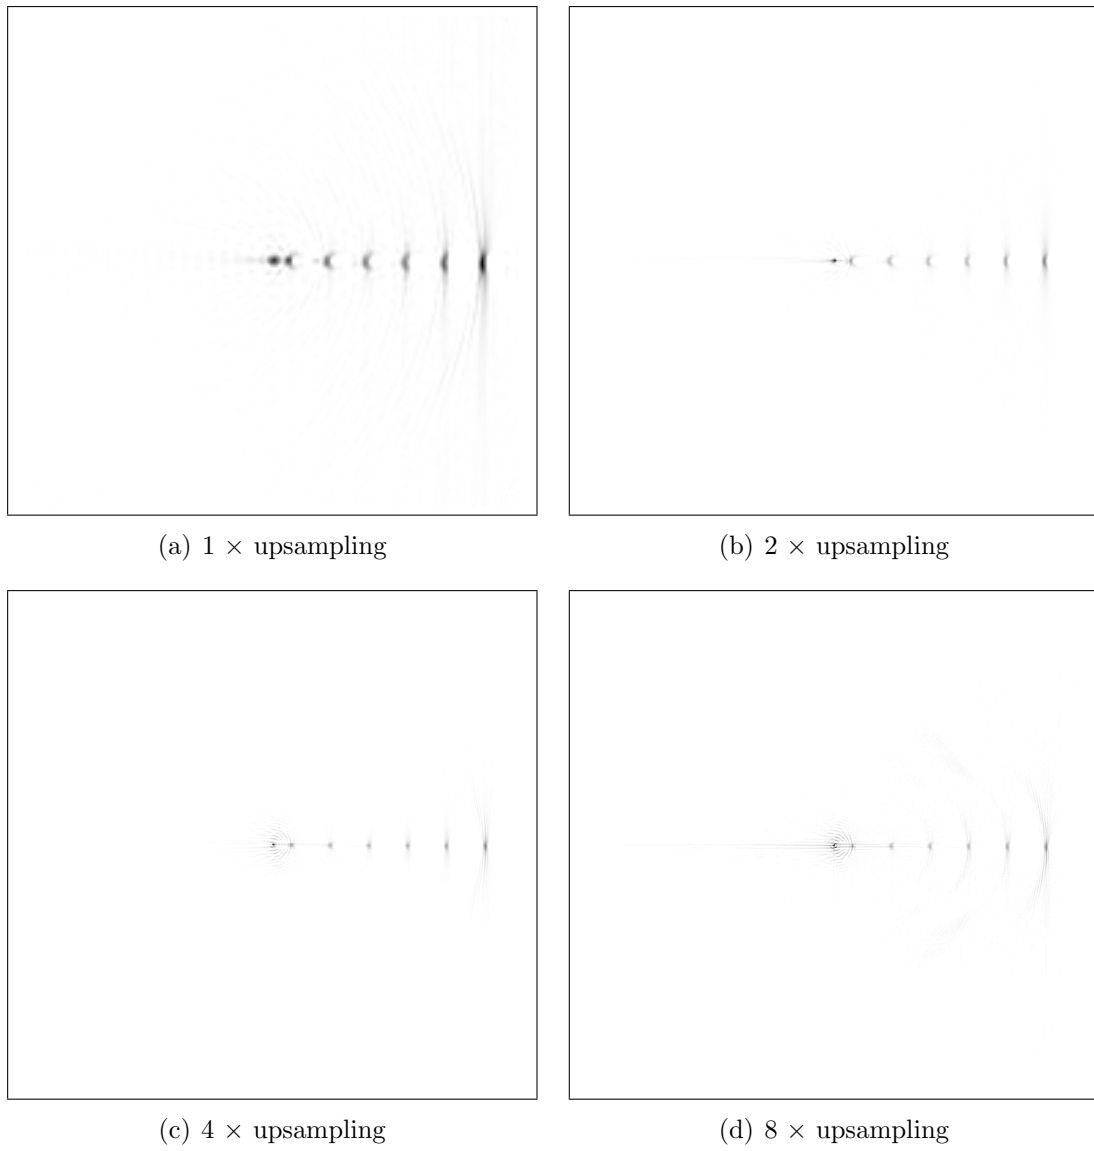 (a) 1 × upsampling
(b) 2 × upsampling
(c) 4 × upsampling
(d) 8 × upsampling